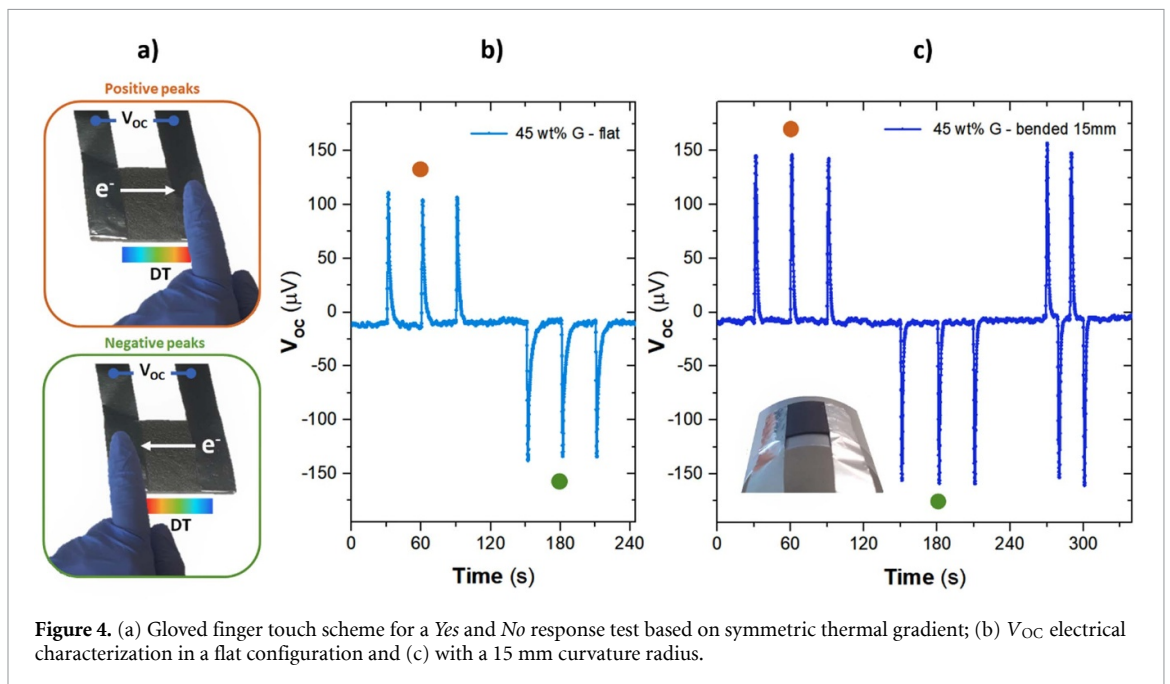 a)
Positive peaks
VOC
e-
DT
Negative peaks
VOC
e-
DT
b)
45 wt% G - flat
VOC (µV)
150
100
50
0
-50
-100
-150
0 60 120 180 240
Time (s)
c)
45 wt% G - bended 15mm
VOC (µV)
150
100
50
0
-50
-100
-150
0 60 120 180 240 300
Time (s)
Figure 4. (a) Gloved finger touch scheme for a Yes and No response test based on symmetric thermal gradient; (b) VOC electrical
characterization in a flat configuration and (c) with a 15 mm curvature radius.